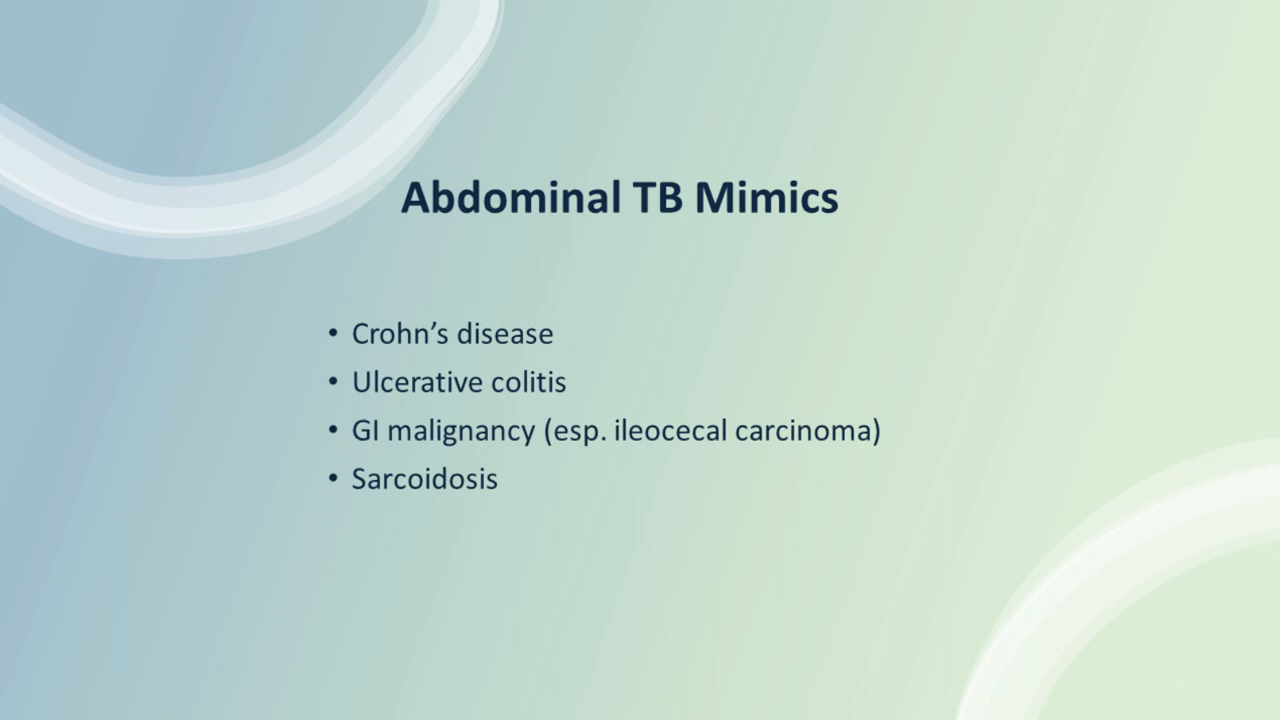 Abdominal TB Mimics
• Crohn’s disease
• Ulcerative colitis
• GI malignancy (esp. ileocecal carcinoma)
• Sarcoidosis